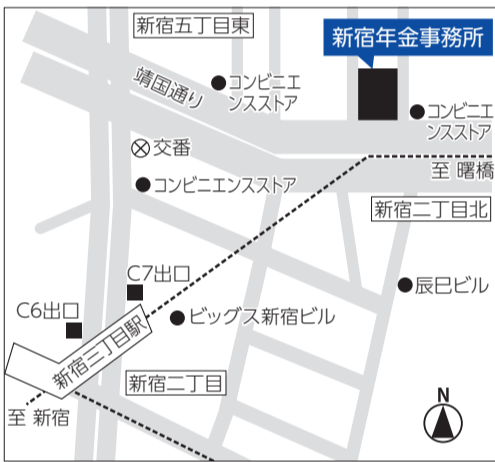 新宿五丁目東
新宿年金事務所
靖国通り
コンビニエ
ンスストア
コンビニエ
ンスストア
交番
至 曙橋
コンビニエンスストア
新宿二丁目北
C7出口
辰巳ビル
C6出口
ビッグス新宿ビル
新宿三丁目駅
新宿二丁目
至 新宿
N